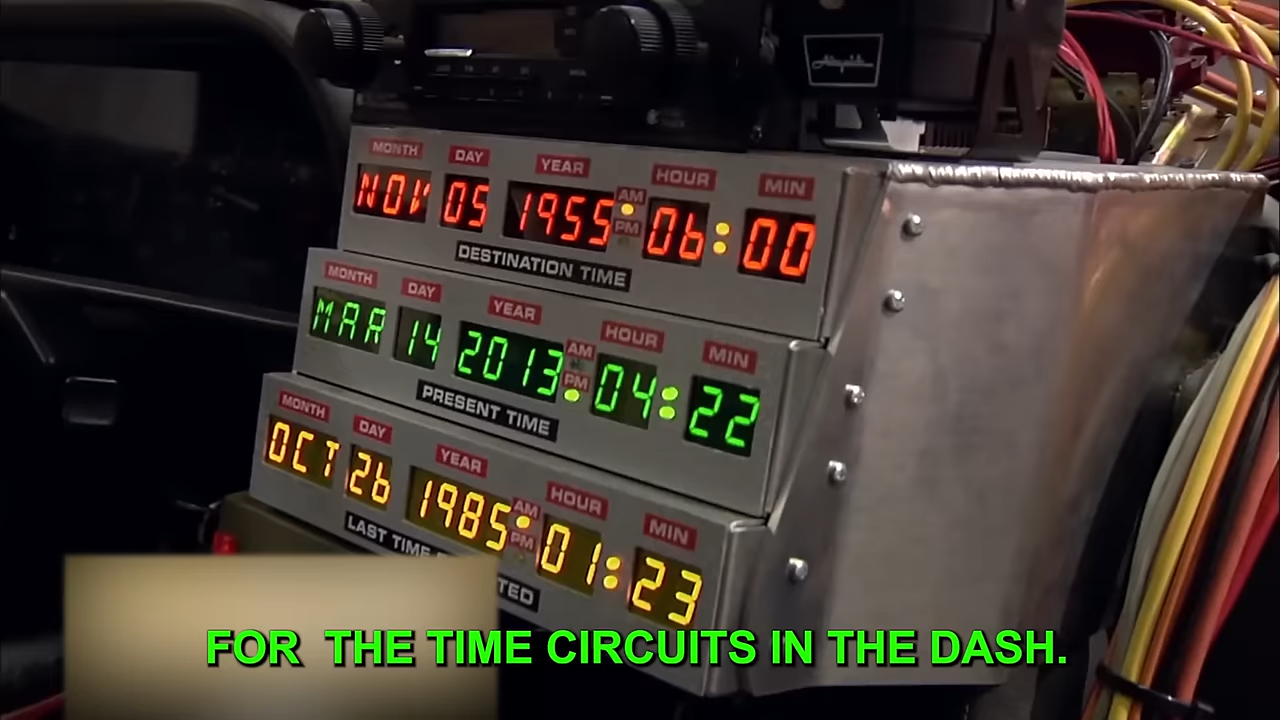 MONTH DAY YEAR HOUR MIN
NOV 05 1955 AM PM 06:00
DESTINATION TIME
MONTH DAY YEAR HOUR MIN
MAR 14 2013 AM PM 04:22
PRESENT TIME
MONTH DAY YEAR HOUR MIN
OCT 26 1985 AM PM 01:23
LAST TIME
TED
FOR THE TIME CIRCUITS IN THE DASH.